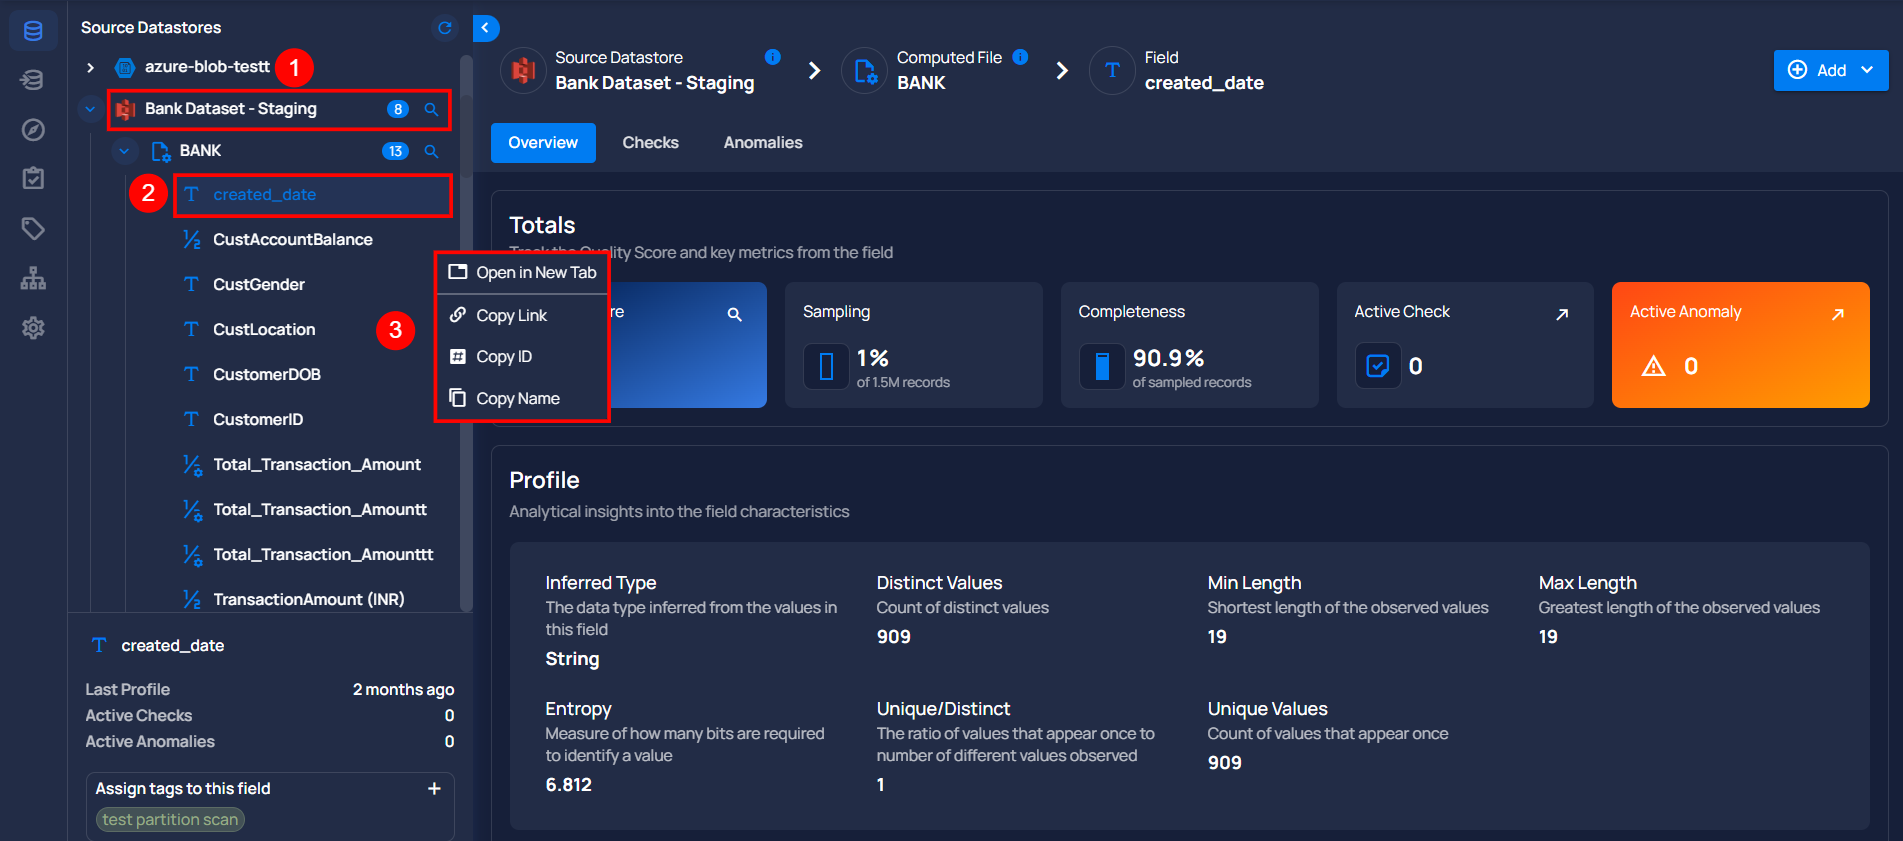 Source Datastores
azure-blob-testt
1
Bank Dataset - Staging
8
BANK
13
2
created_date
CustAccountBalance
CustGender
CustLocation
CustomerDOB
CustomerID
Total_Transaction_Amount
Total_Transaction_Amountt
Total_Transaction_Amounttt
TransactionAmount (INR)
3
Open in New Tab
Copy Link
Copy ID
Copy Name
created_date
Last Profile 2 months ago
Active Checks 0
Active Anomalies 0
Assign tags to this field +
test partition scan
Source Datastore
Bank Dataset - Staging
Computed File
BANK
Field
created_date
Add
Overview Checks Anomalies
Totals
Track the Quality Score and key metrics from the field
re
Sampling
1%
of 1.5M records
Completeness
90.9%
of sampled records
Active Check
0
Active Anomaly
0
Profile
Analytical insights into the field characteristics
Inferred Type
The data type inferred from the values in
this field
String
Distinct Values
Count of distinct values
909
Min Length
Shortest length of the observed values
19
Max Length
Greatest length of the observed values
19
Entropy
Measure of how many bits are required
to identify a value
6.812
Unique/Distinct
The ratio of values that appear once to
number of different values observed
1
Unique Values
Count of values that appear once
909